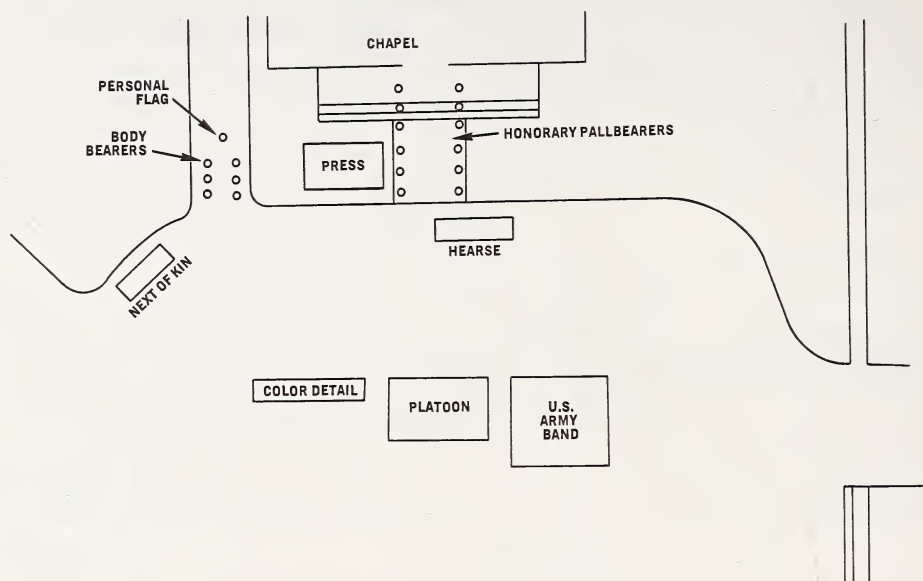 CHAPEL
PERSONAL
FLAG
BODY
BEARERS
HONORARY PALLBEARERS
PRESS
HEARSE
NEXT OF KIN
COLOR DETAIL
PLATOON
U.S.
ARMY
BAND